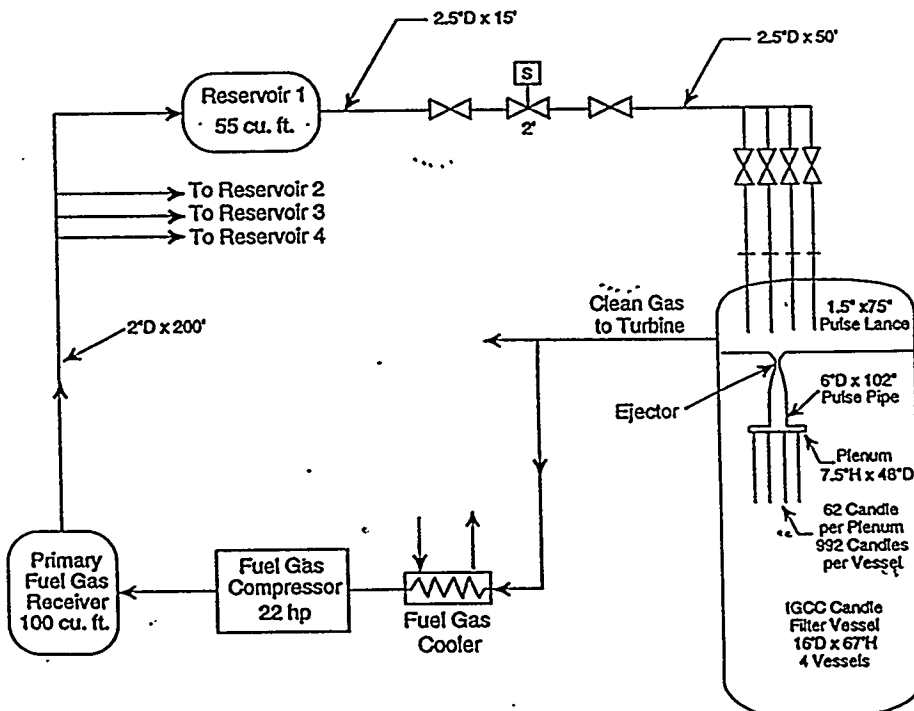 2.5"D x 15'
2.5"D x 50'
S
Reservoir 1
55 cu. ft.
2'
To Reservoir 2
To Reservoir 3
To Reservoir 4
Clean Gas
to Turbine
1.5" x75"
Pulse Lance
2"D x 200'
Ejector
6"D x 102"
Pulse Pipe
Plenum
7.5"H x 48"D
62 Candle
per Plenum
992 Candles
per Vessel
Primary
Fuel Gas
Receiver
100 cu. ft.
Fuel Gas
Compressor
22 hp
Fuel Gas
Cooler
IGCC Candle
Filter Vessel
16'D x 67'H
4 Vessels